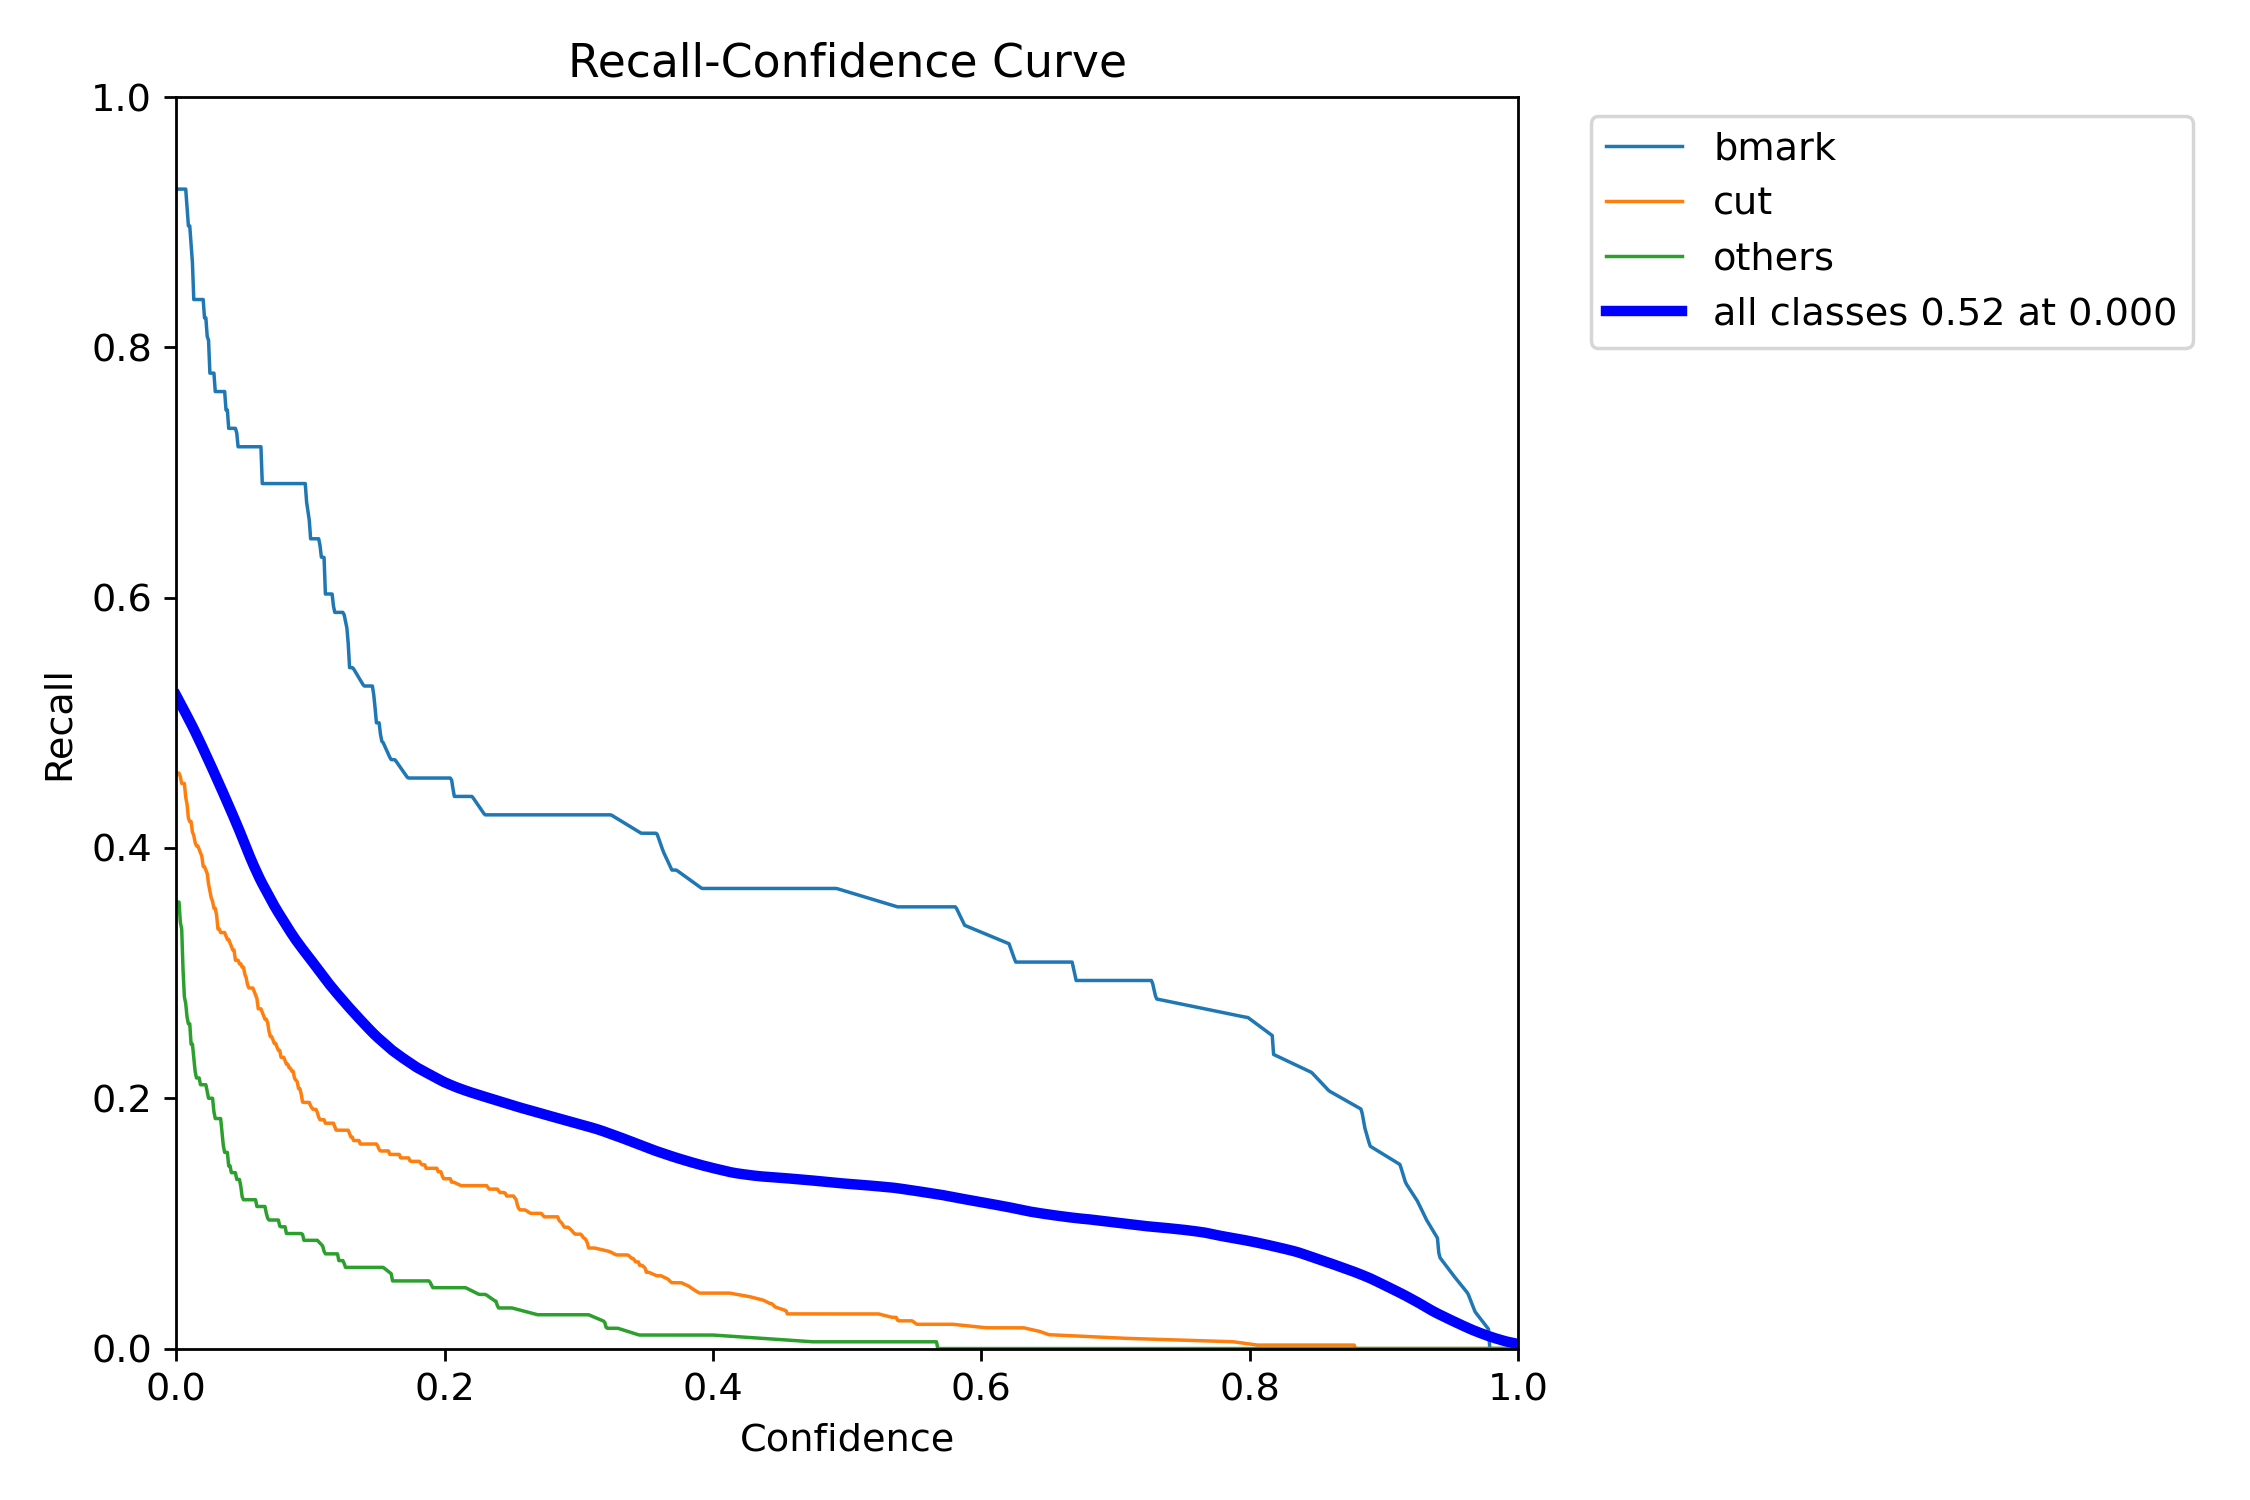 Recall-Confidence Curve
1.0
0.8
0.6
0.4
0.2
0.0
Recall
0.0 0.2 0.4 0.6 0.8 1.0
Confidence
bmark
cut
others
all classes 0.52 at 0.000